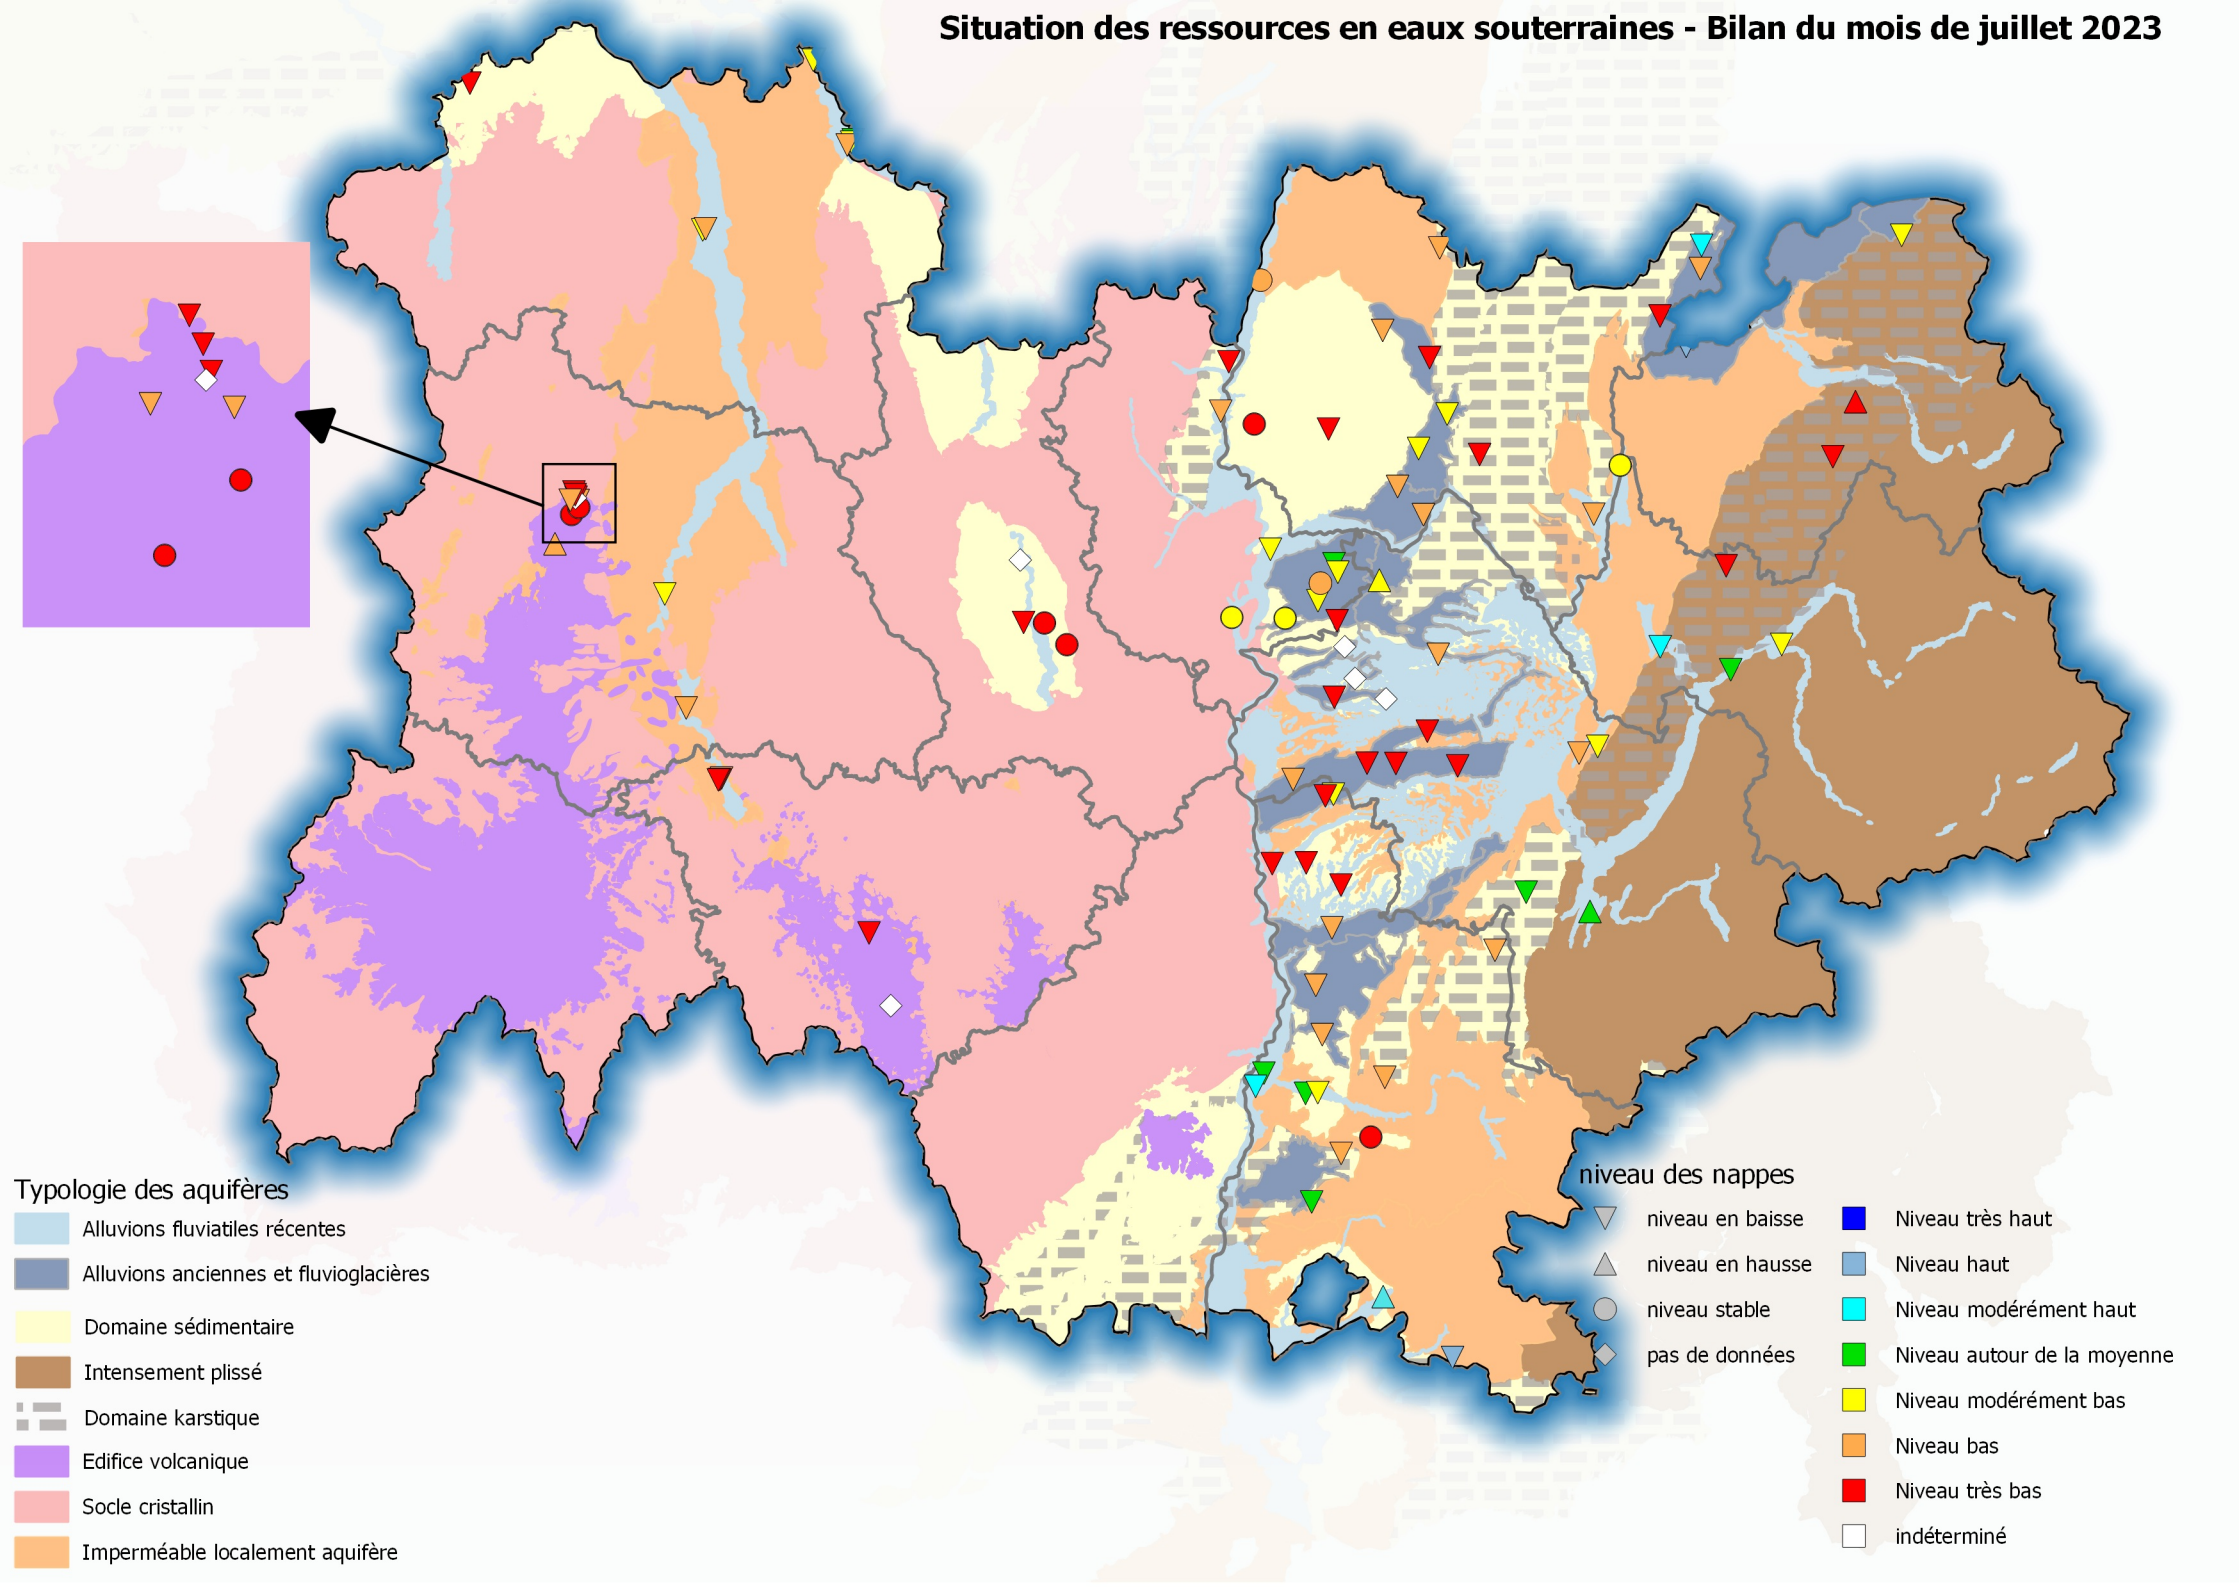 Situation des ressources en eaux souterraines - Bilan du mois de juillet 2023
Typologie des aquifères
Alluvions fluviatiles récentes
Alluvions anciennes et fluvioglacières
Domaine sédimentaire
Intensement plissé
Domaine karstique
Edifice volcanique
Socle cristallin
Imperméable localement aquifère
niveau des nappes
niveau en baisse
niveau en hausse
niveau stable
pas de données
Niveau très haut
Niveau haut
Niveau modérément haut
Niveau autour de la moyenne
Niveau modérément bas
Niveau bas
Niveau très bas
indéterminé